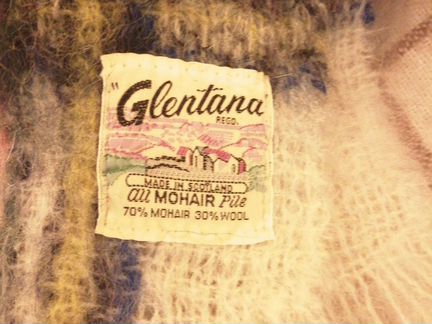 "Glentana"
REGD.
MADE IN SCOTLAND
all MOHAIR Pile
70% MOHAIR 30% WOOL